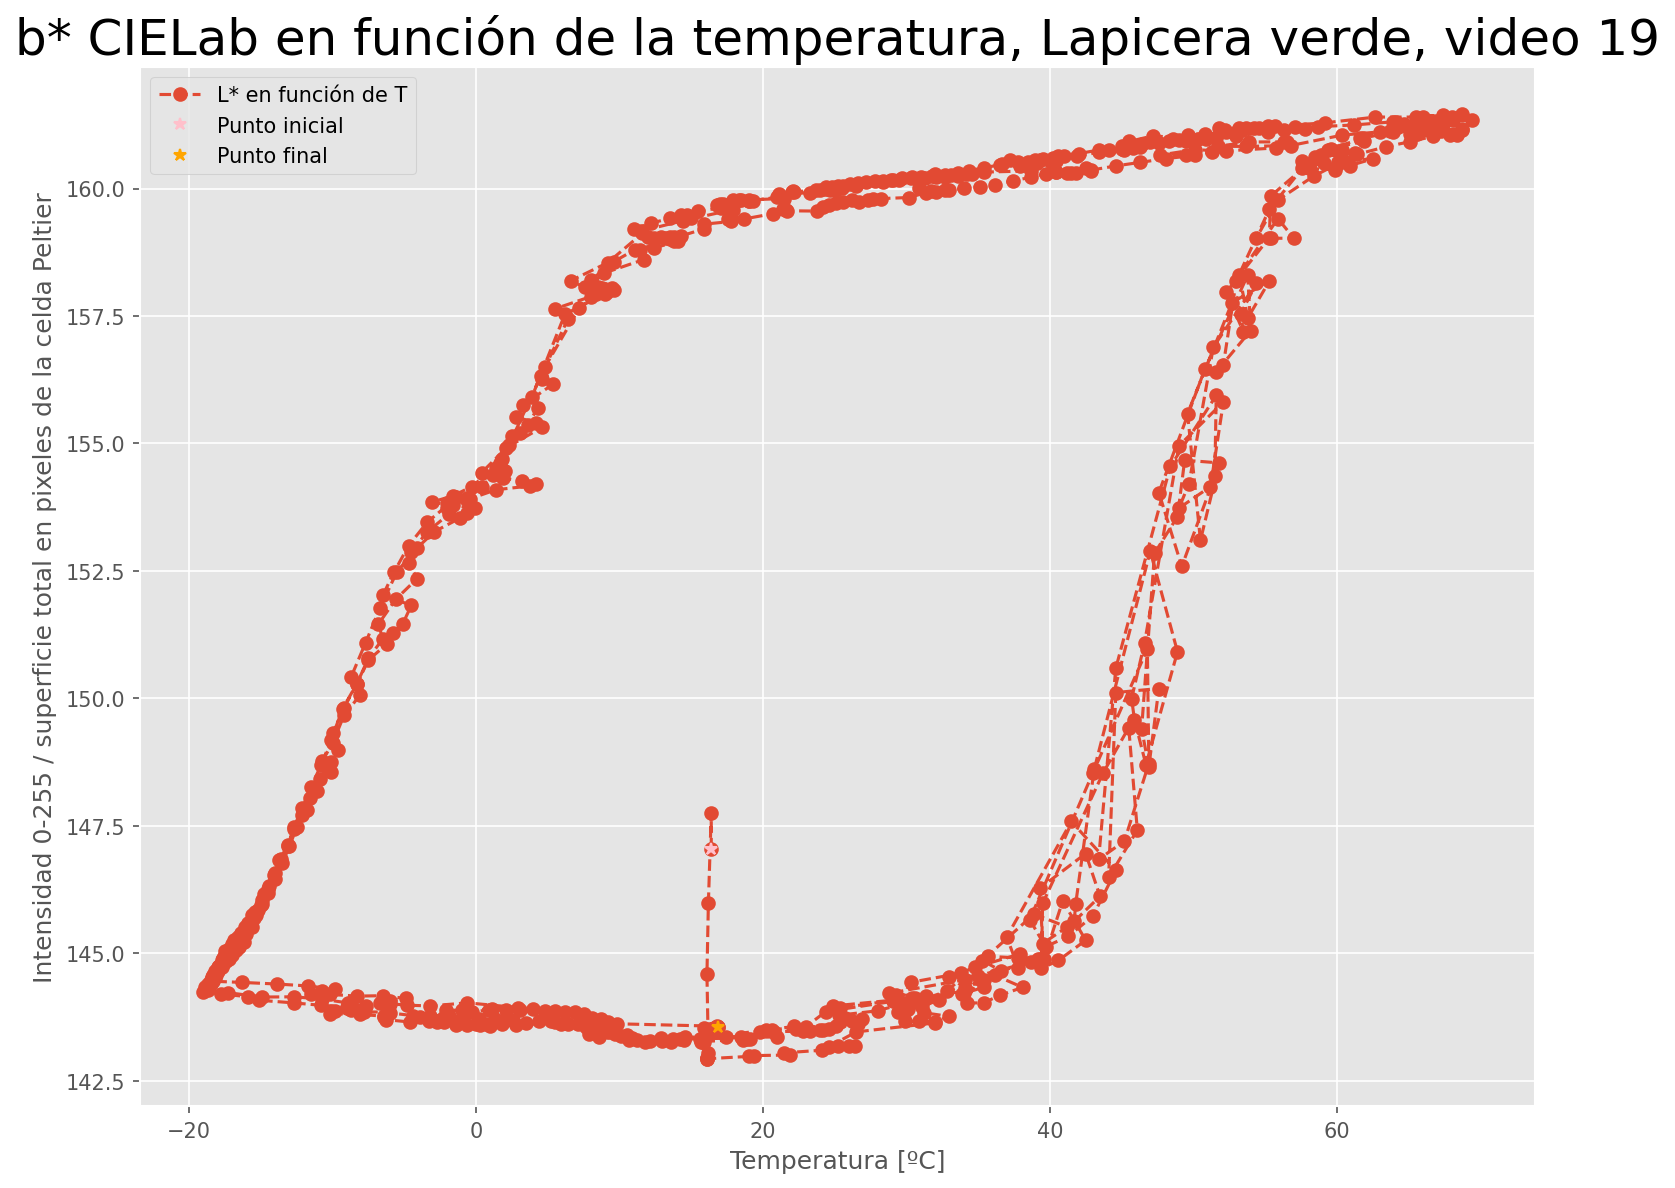 b* CIELab en función de la temperatura, Lapicera verde, video 19
L* en función de T
Punto inicial
Punto final
Intensidad 0-255 / superficie total en pixeles de la celda Peltier
160.0
157.5
155.0
152.5
150.0
147.5
145.0
142.5
−20
0
20
40
60
Temperatura [ºC]